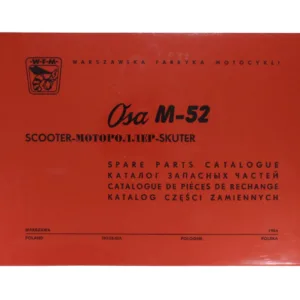 W·F·M
WARSZAWSKA FABRYKA MOTOCYKLI
Osa M-52
SCOOTER-МОТОРОЛЛЕР-SKUTER
SPARE PARTS CATALOGUE
КАТАЛОГ ЗАПАСНЫХ ЧАСТЕЙ
CATALOGUE DE PIÈCES DE RECHANGE
KATALOG CZĘŚCI ZAMIENNYCH
WARSZAWA
POLAND
POLOGNE
POLSKA